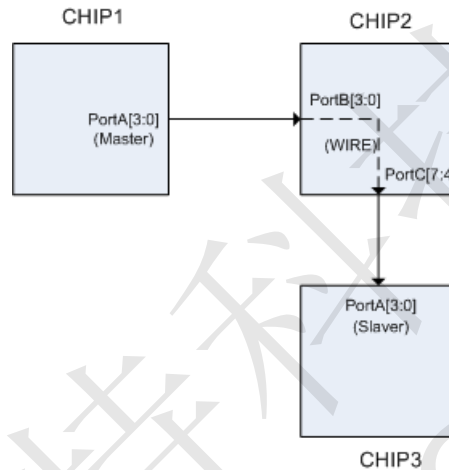 CHIP1
CHIP2
PortA[3:0]
(Master)
PortB[3:0]
(WIRE)
PortC[7:4
PortA[3:0]
(Slaver)
CHIP3